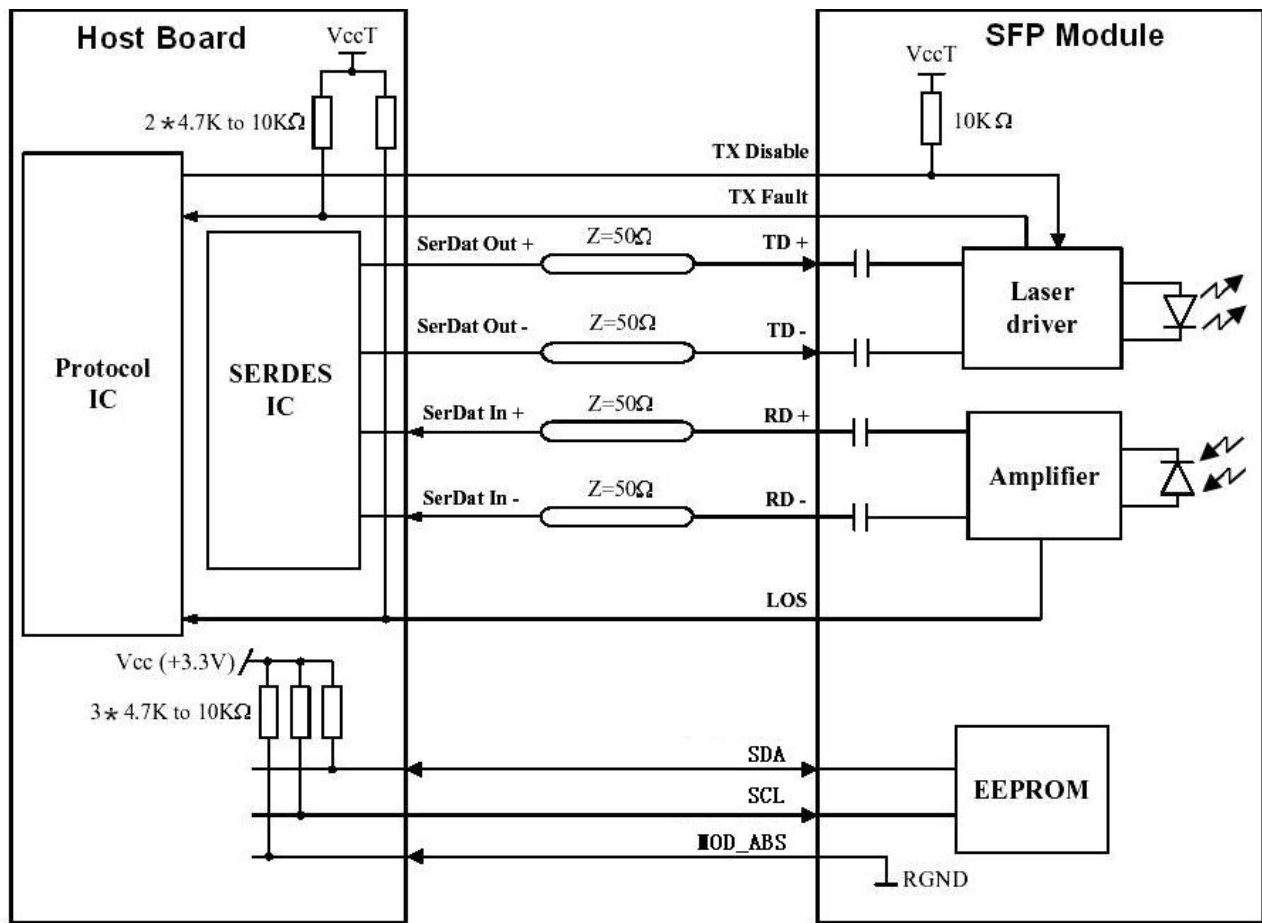 Host Board
SFP Module
VccT
VccT
2*4.7K to 10KΩ
10KΩ
TX Disable
TX Fault
SerDat Out +
Z=50Ω
TD +
Laser
driver
SerDat Out -
Z=50Ω
TD -
Protocol
IC
SERDES
IC
SerDat In +
Z=50Ω
RD +
Amplifier
SerDat In -
Z=50Ω
RD -
LOS
Vcc (+3.3V)
3*4.7K to 10KΩ
SDA
SCL
EEPROM
MOD_ABS
RGND